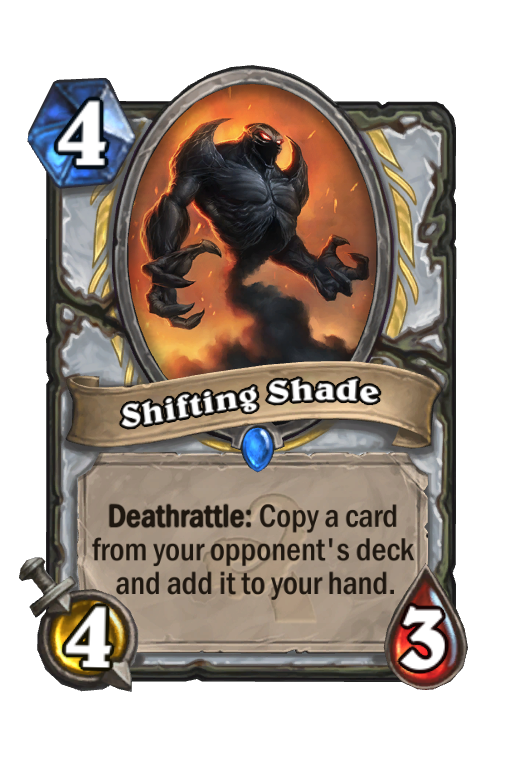 4
Shifting Shade
Deathrattle: Copy a card
from your opponent's deck
and add it to your hand.
4
3